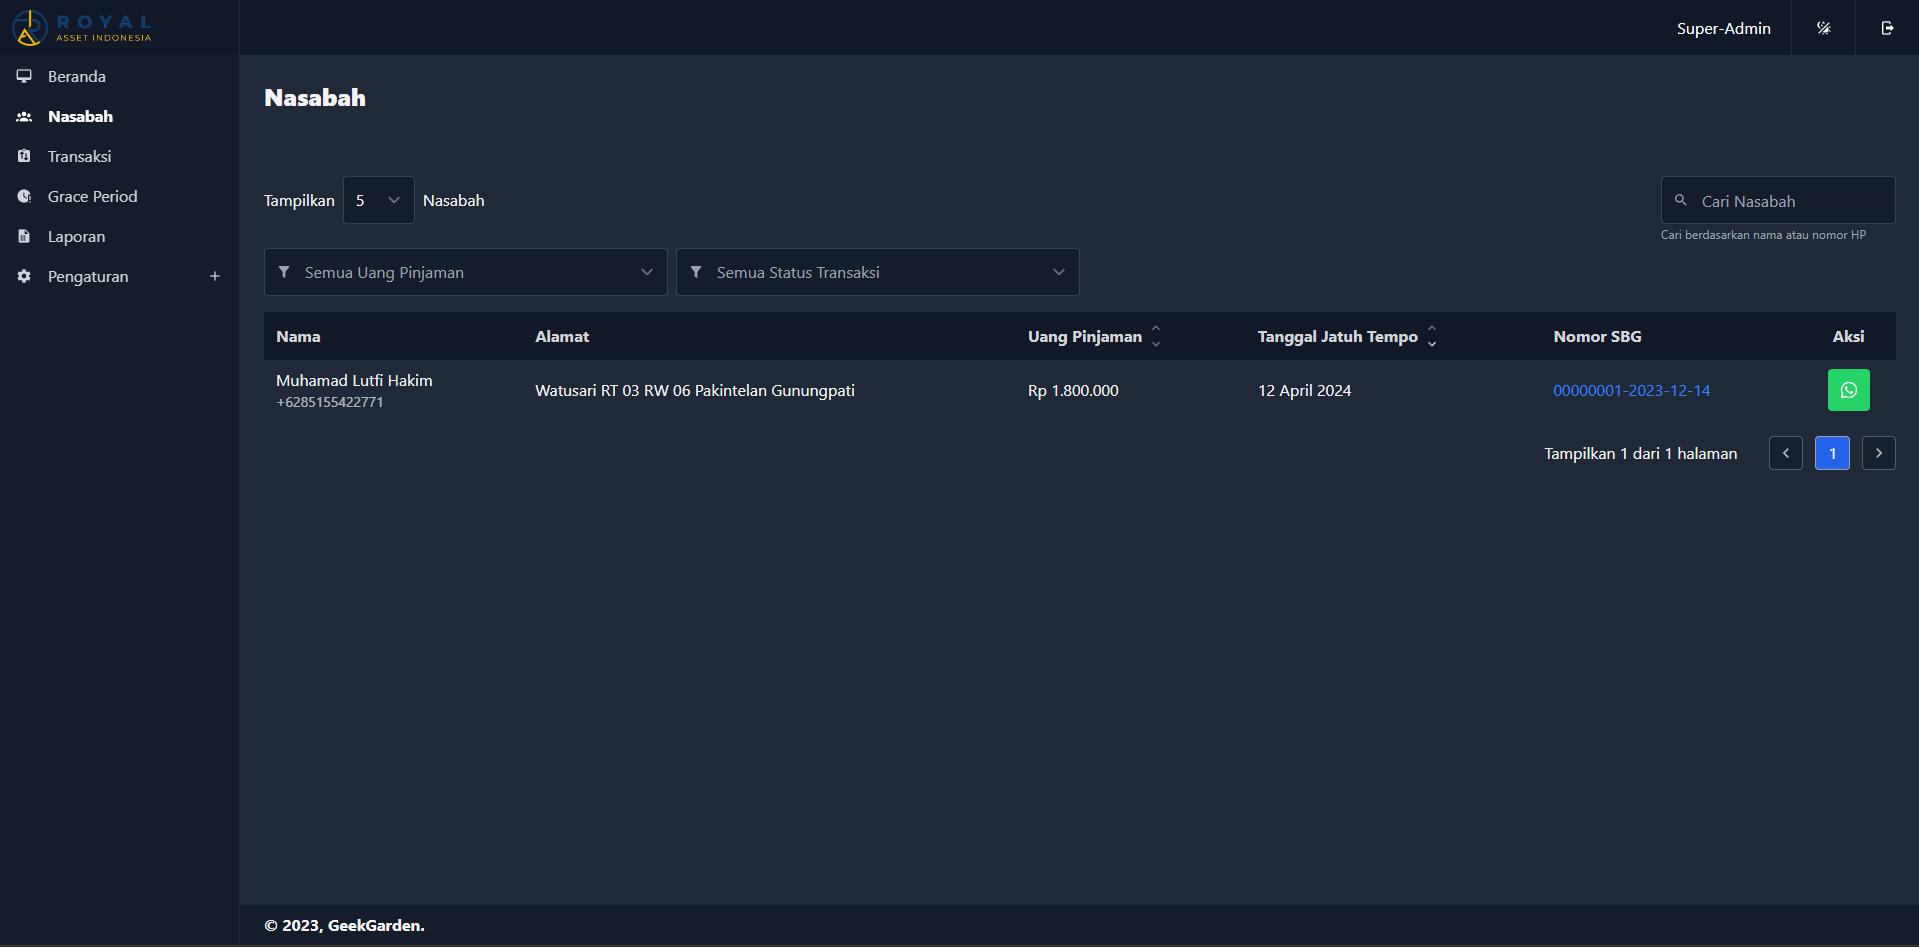 ROYAL
ASSET INDONESIA
Super-Admin
Beranda
Nasabah
Transaksi
Grace Period
Laporan
Pengaturan
Nasabah
Tampilkan 5 Nasabah
Cari Nasabah
Cari berdasarkan nama atau nomor HP
Semua Uang Pinjaman
Semua Status Transaksi
Nama Alamat Uang Pinjaman Tanggal Jatuh Tempo Nomor SBG Aksi
Muhamad Lutfi Hakim
+6285155422771
Watusari RT 03 RW 06 Pakintelan Gunungpati
Rp 1.800.000
12 April 2024
00000001-2023-12-14
Tampilkan 1 dari 1 halaman
1
© 2023, GeekGarden.